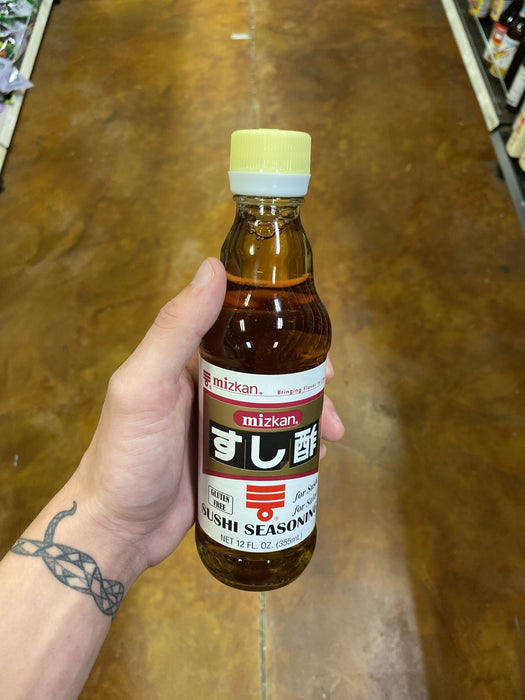 mizkan®
Bringing Flavor
mizkan®
すし酢
GLUTEN
FREE
for Sushi
for
SUSHI SEASONING
NET 12 FL. OZ. (355mL)